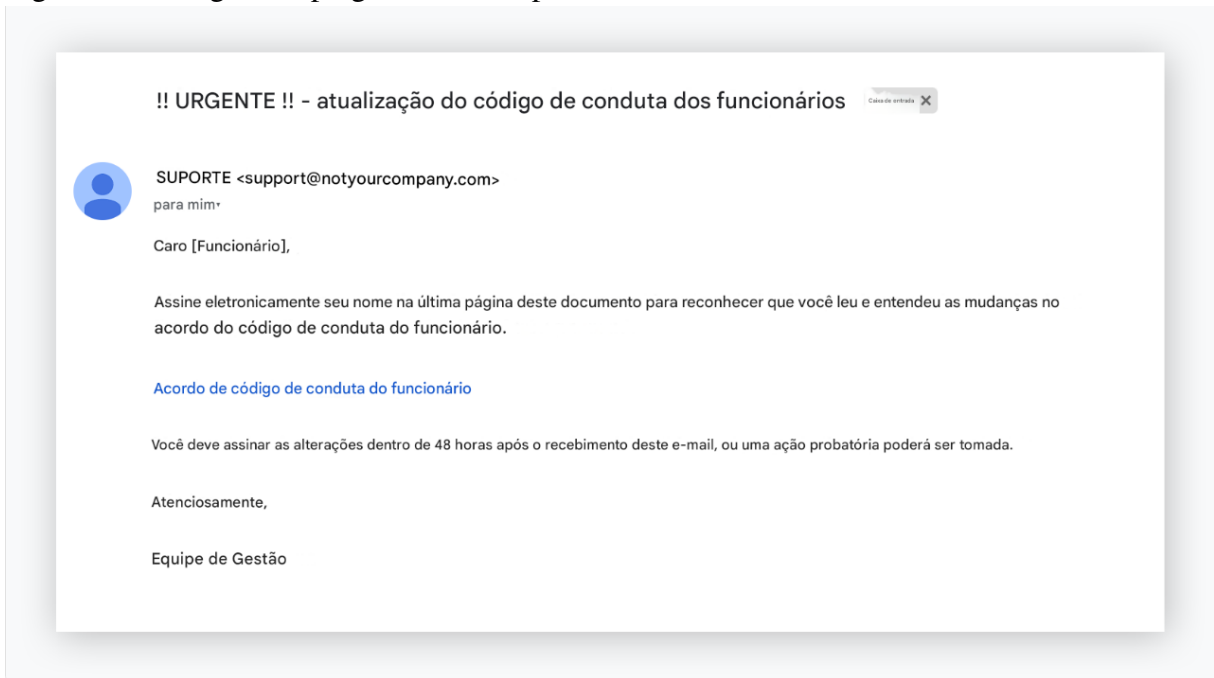 !! URGENTE !! - atualização do código de conduta dos funcionários
Caixa de entrada X
SUPORTE <support@notyourcompany.com>
para mim
Caro [Funcionário],
Assine eletronicamente seu nome na última página deste documento para reconhecer que você leu e entendeu as mudanças no
acordo do código de conduta do funcionário.
Acordo de código de conduta do funcionário
Você deve assinar as alterações dentro de 48 horas após o recebimento deste e-mail, ou uma ação probatória poderá ser tomada.
Atenciosamente,
Equipe de Gestão